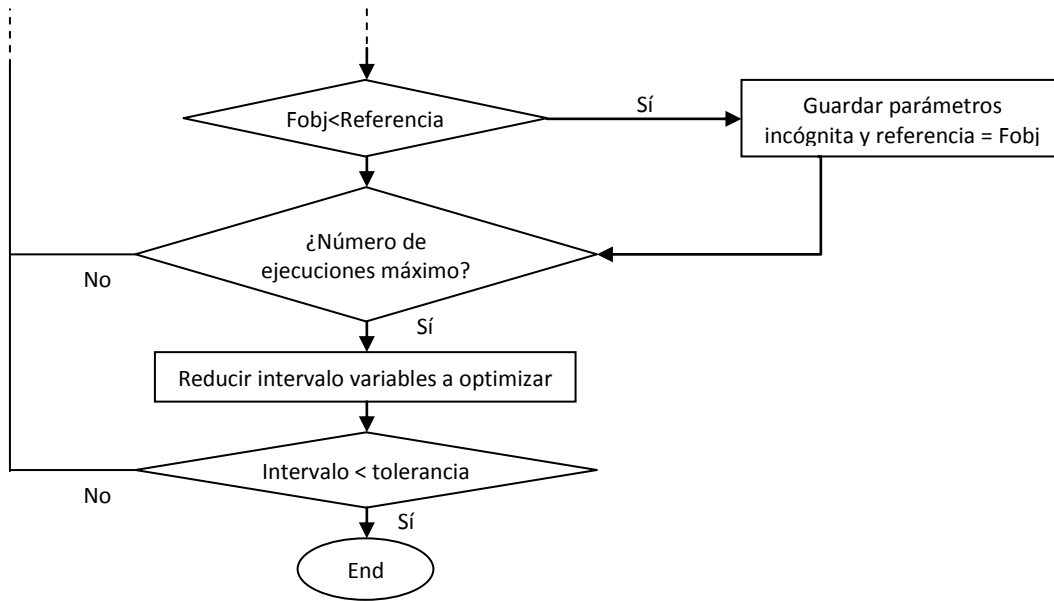 Fobj<Referencia
Sí
Guardar parámetros
incógnita y referencia = Fobj
¿Número de
ejecuciones máximo?
No
Sí
Reducir intervalo variables a optimizar
Intervalo < tolerancia
No
Sí
End